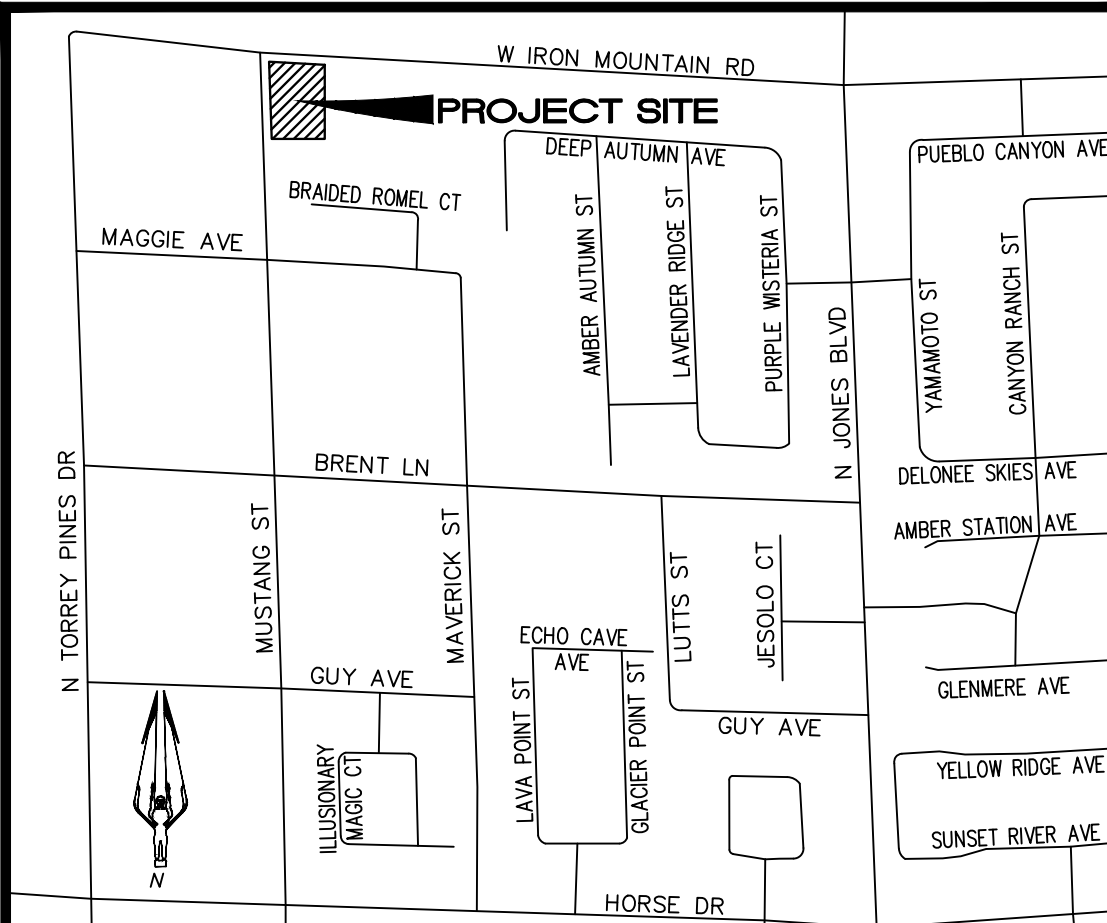 W IRON MOUNTAIN RD
PROJECT SITE
DEEP AUTUMN AVE
PUEBLO CANYON AVE
BRAIDED ROMEL CT
MAGGIE AVE
AMBER AUTUMN ST
LAVENDER RIDGE ST
PURPLE WISTERIA ST
N JONES BLVD
YAMAMOTO ST
CANYON RANCH ST
BRENT LN
DELONEE SKIES AVE
AMBER STATION AVE
N TORREY PINES DR
MUSTANG ST
MAVERICK ST
LUTTS ST
JESOLO CT
ECHO CAVE
AVE
GUY AVE
GLENMERE AVE
LAVA POINT ST
GLACIER POINT ST
GUY AVE
ILLUSIONARY
MAGIC CT
YELLOW RIDGE AVE
SUNSET RIVER AVE
N
HORSE DR